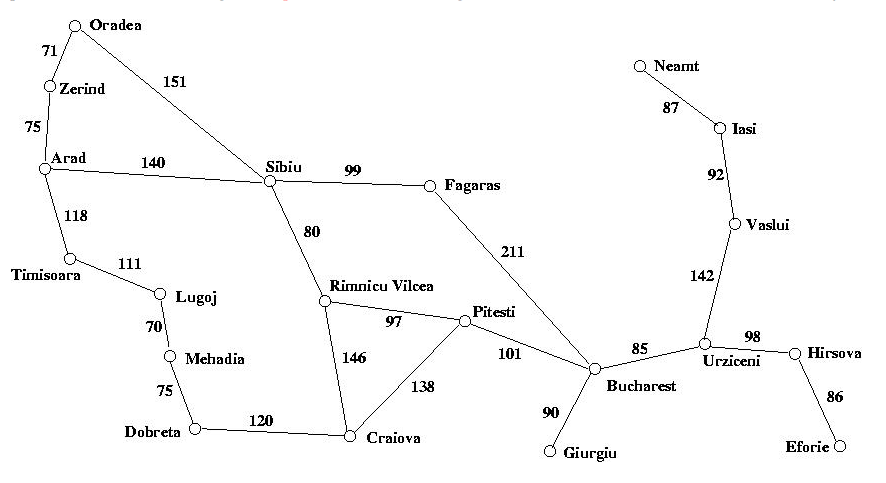 Oradea
71
Neamt
Zerind
151
87
75
Iasi
Arad
140
Sibiu
99
92
Fagaras
118
80
Vaslui
Timisoara
111
211
142
Lugoj
Rimnicu Vilcea
Pitesti
70
97
98
Mehadia
146
101
85
Urziceni
Hirsova
75
138
Bucharest
86
120
90
Dobreta
Craiova
Giurgiu
Eforie